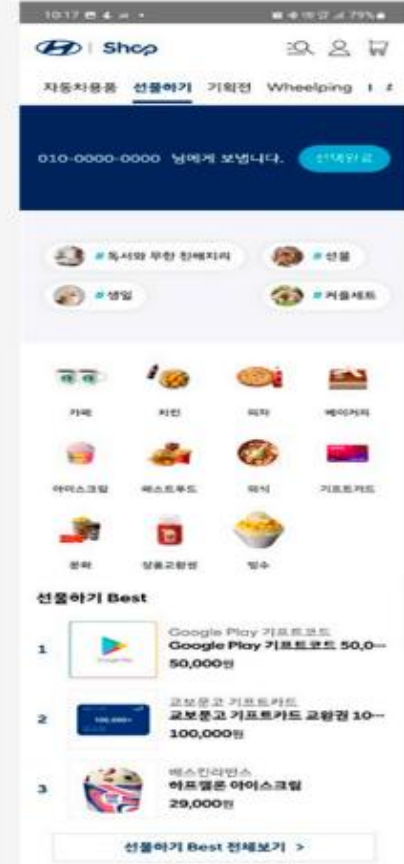 10:17
79%
Shop
자동차용품 선물하기 기획전 Wheelping
010-0000-0000 님에게 보냅니다. 선택완료
#독서와 무한 친배지리 #선물
#생일 #커플세트
카페 치킨 피자 베이커리
아이스크림 패스트푸드 외식 기프트카드
문화 상품교환권 빙수
선물하기 Best
Google Play 기프트코드
1 Google Play 기프트코드 50,0…
50,000원
교보문고 기프트카드
2 교보문고 기프트카드 교환권 10…
100,000원
배스킨라빈스
3 하프갤론 아이스크림
29,000원
선물하기 Best 전체보기 >